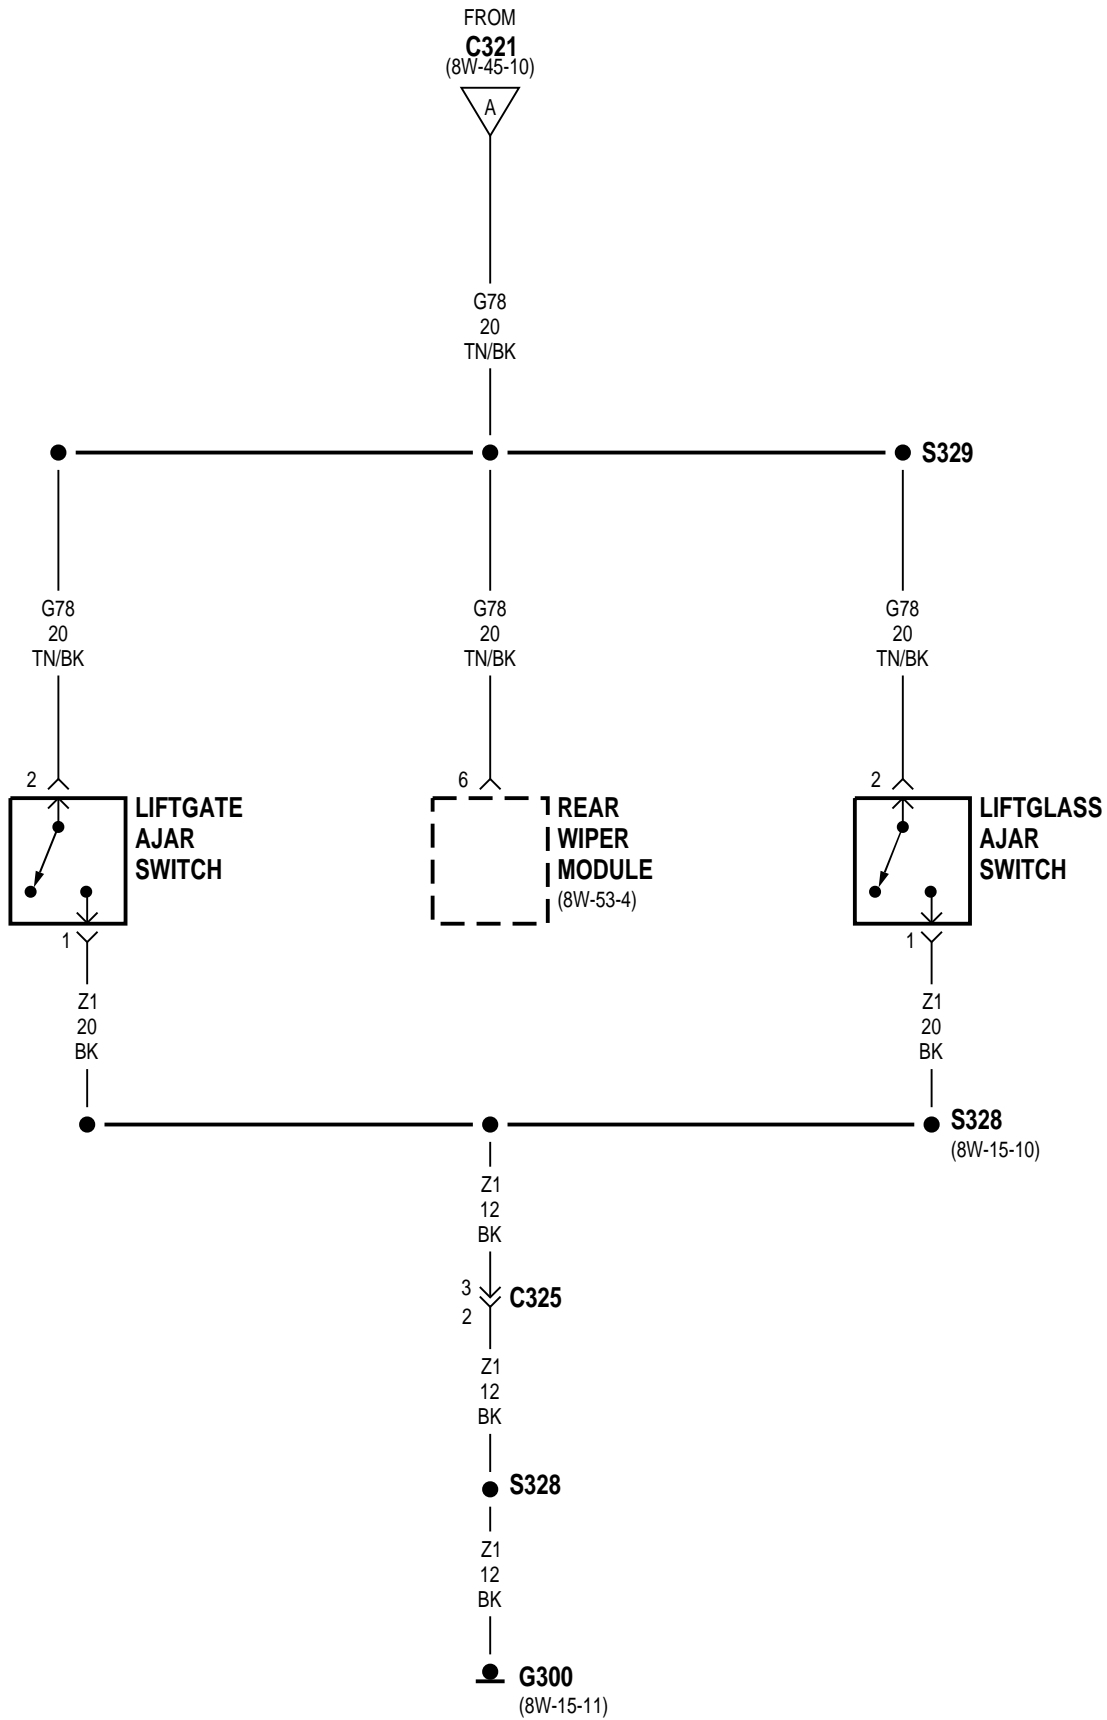 FROM
C321
(8W-45-10)
A
G78
20
TN/BK
S329
G78
20
TN/BK
G78
20
TN/BK
G78
20
TN/BK
2
LIFTGATE
AJAR
SWITCH
1
6
REAR
WIPER
MODULE
(8W-53-4)
2
LIFTGLASS
AJAR
SWITCH
1
Z1
20
BK
Z1
20
BK
S328
(8W-15-10)
Z1
12
BK
3
C325
2
Z1
12
BK
S328
Z1
12
BK
G300
(8W-15-11)